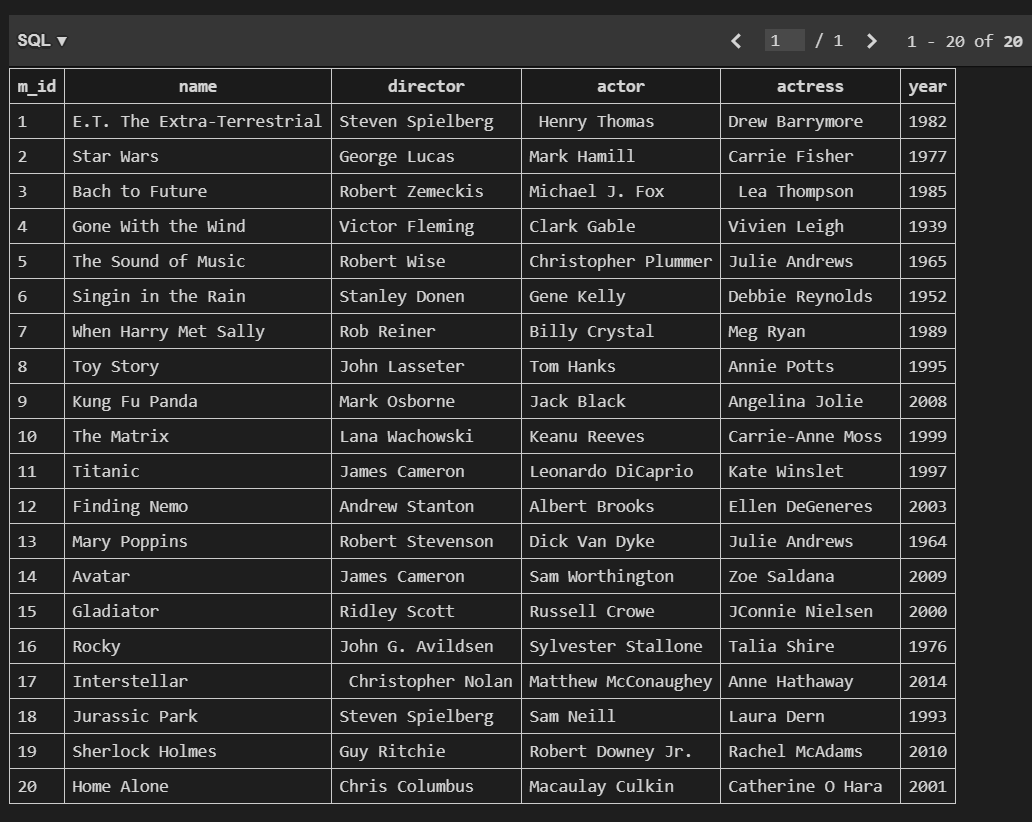 SQL ▼ < 1 / 1 > 1 - 20 of 20
m_id name director actor actress year
1 E.T. The Extra-Terrestrial Steven Spielberg Henry Thomas Drew Barrymore 1982
2 Star Wars George Lucas Mark Hamill Carrie Fisher 1977
3 Bach to Future Robert Zemeckis Michael J. Fox Lea Thompson 1985
4 Gone With the Wind Victor Fleming Clark Gable Vivien Leigh 1939
5 The Sound of Music Robert Wise Christopher Plummer Julie Andrews 1965
6 Singin in the Rain Stanley Donen Gene Kelly Debbie Reynolds 1952
7 When Harry Met Sally Rob Reiner Billy Crystal Meg Ryan 1989
8 Toy Story John Lasseter Tom Hanks Annie Potts 1995
9 Kung Fu Panda Mark Osborne Jack Black Angelina Jolie 2008
10 The Matrix Lana Wachowski Keanu Reeves Carrie-Anne Moss 1999
11 Titanic James Cameron Leonardo DiCaprio Kate Winslet 1997
12 Finding Nemo Andrew Stanton Albert Brooks Ellen DeGeneres 2003
13 Mary Poppins Robert Stevenson Dick Van Dyke Julie Andrews 1964
14 Avatar James Cameron Sam Worthington Zoe Saldana 2009
15 Gladiator Ridley Scott Russell Crowe JConnie Nielsen 2000
16 Rocky John G. Avildsen Sylvester Stallone Talia Shire 1976
17 Interstellar Christopher Nolan Matthew McConaughey Anne Hathaway 2014
18 Jurassic Park Steven Spielberg Sam Neill Laura Dern 1993
19 Sherlock Holmes Guy Ritchie Robert Downey Jr. Rachel McAdams 2010
20 Home Alone Chris Columbus Macaulay Culkin Catherine O Hara 2001